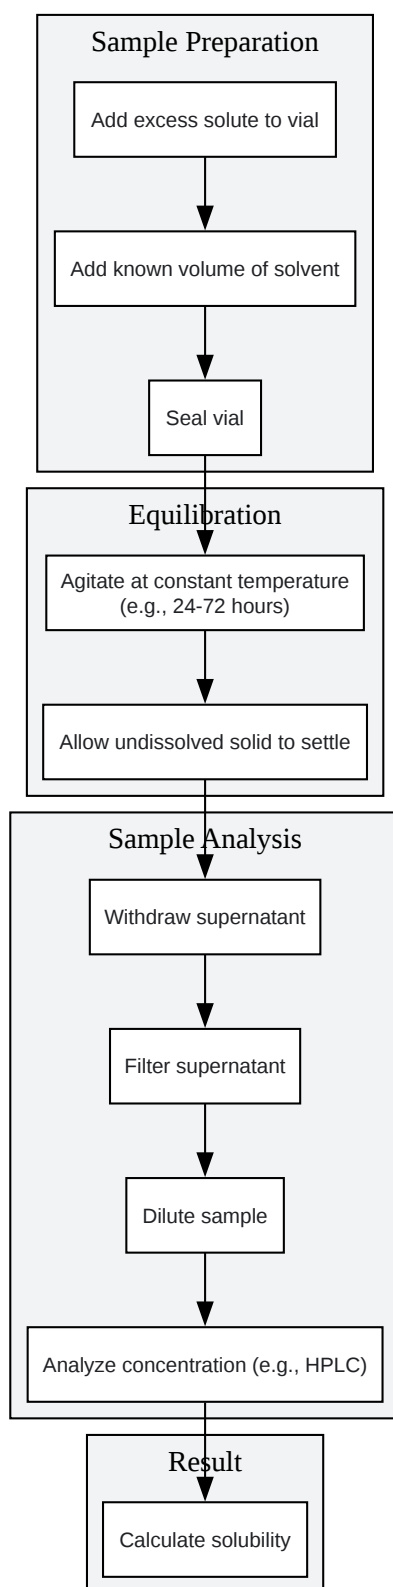 Sample Preparation
Add excess solute to vial
Add known volume of solvent
Seal vial
Equilibration
Agitate at constant temperature
(e.g., 24-72 hours)
Allow undissolved solid to settle
Sample Analysis
Withdraw supernatant
Filter supernatant
Dilute sample
Analyze concentration (e.g., HPLC)
Result
Calculate solubility